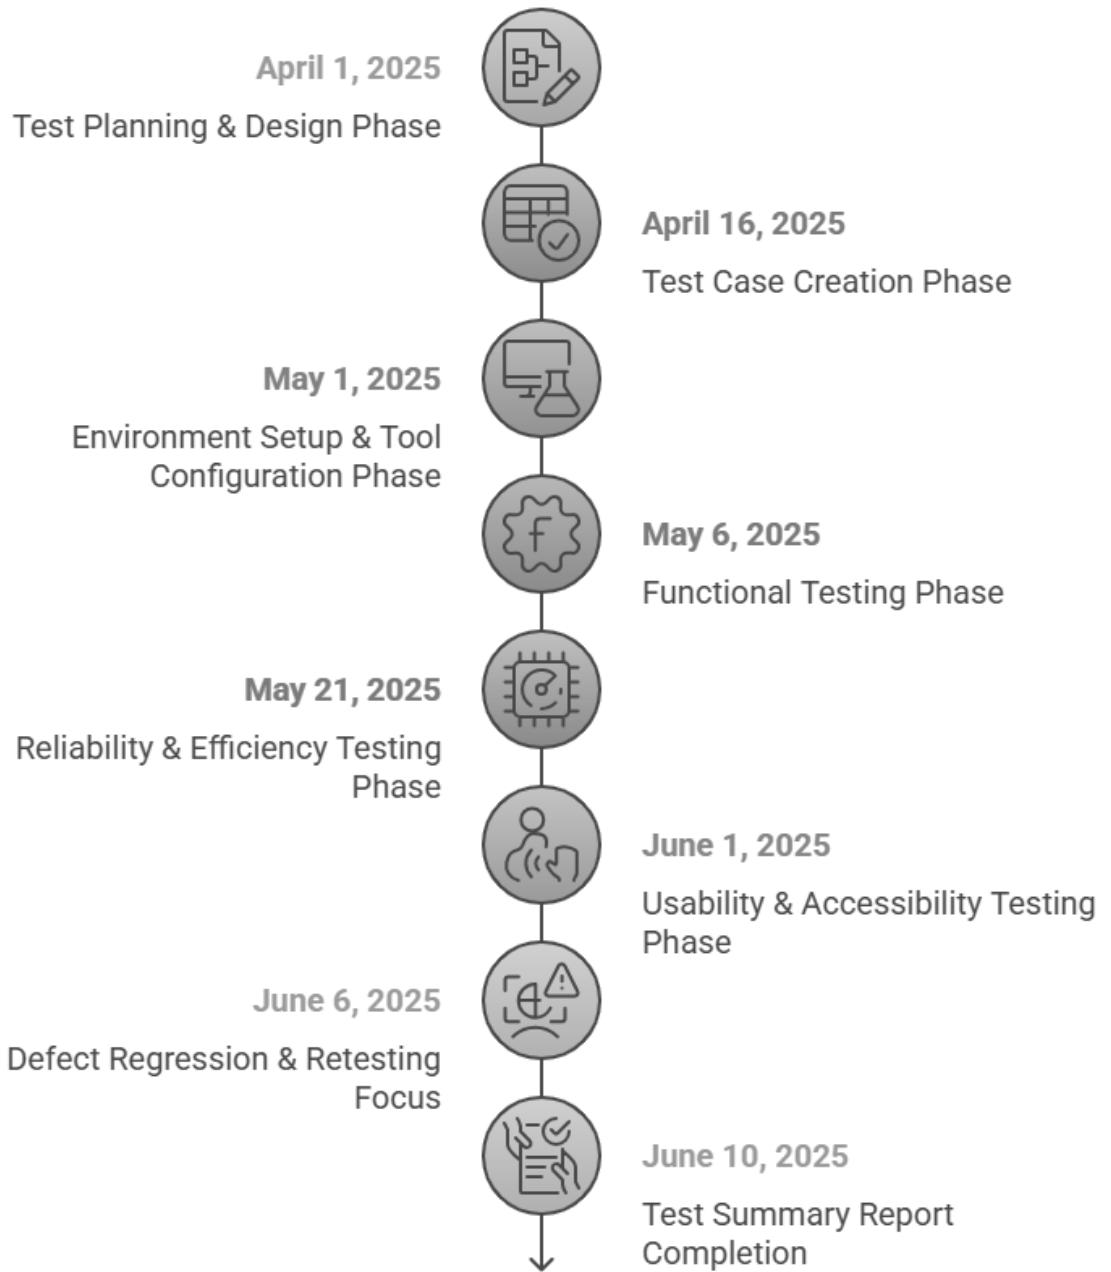 April 1, 2025
Test Planning & Design Phase
April 16, 2025
Test Case Creation Phase
May 1, 2025
Environment Setup & Tool
Configuration Phase
f
May 6, 2025
Functional Testing Phase
May 21, 2025
Reliability & Efficiency Testing
Phase
June 1, 2025
Usability & Accessibility Testing
Phase
June 6, 2025
Defect Regression & Retesting
Focus
June 10, 2025
Test Summary Report
Completion